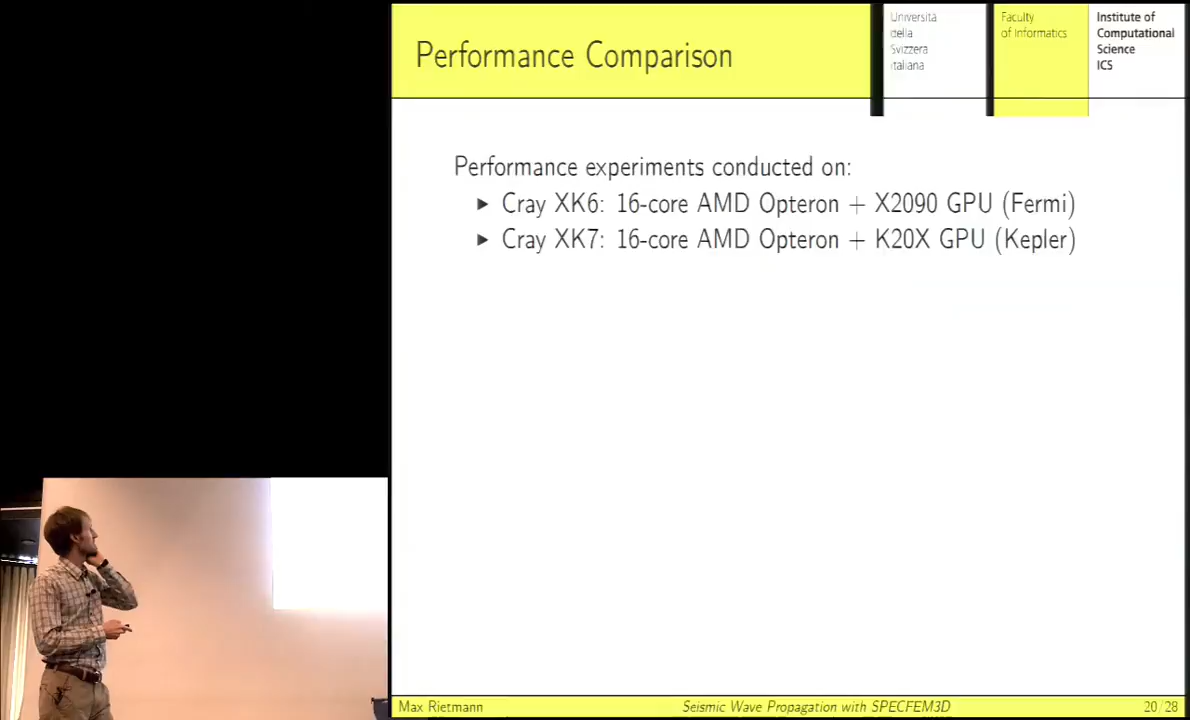 Performance Comparison
Università
della
Svizzera
italiana
Faculty
of Informatics
Institute of
Computational
Science
ICS
Performance experiments conducted on:
▶ Cray XK6: 16-core AMD Opteron + X2090 GPU (Fermi)
▶ Cray XK7: 16-core AMD Opteron + K20X GPU (Kepler)
Max Rietmann
Seismic Wave Propagation with SPECFEM3D
20/28